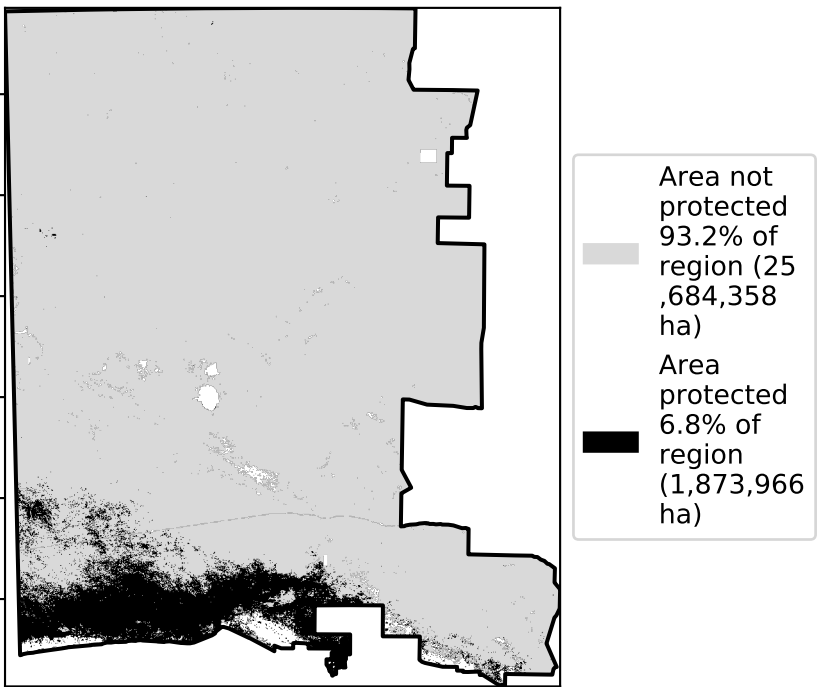 Area not
protected
93.2% of
region (25
,684,358
ha)
Area
protected
6.8% of
region
(1,873,966
ha)